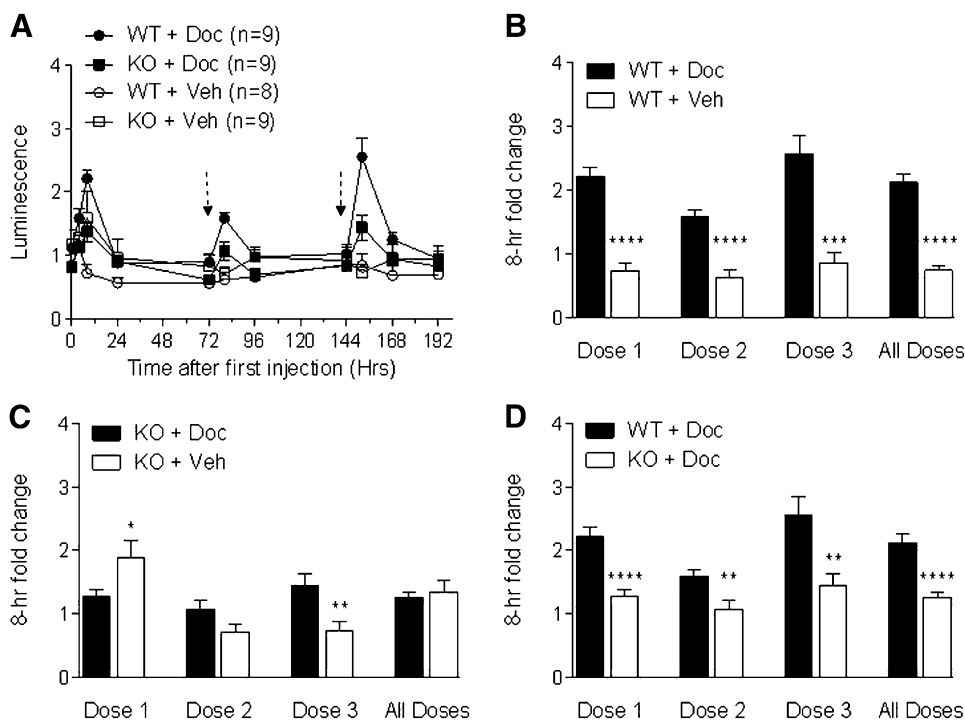 A
WT + Doc (n=9)
KO + Doc (n=9)
WT + Veh (n=8)
KO + Veh (n=9)
Luminescence
4
3
2
1
0
0 24 48 72 96 120 144 168 192
Time after first injection (Hrs)
B
WT + Doc
WT + Veh
8-hr fold change
4
3
2
1
0
**** **** *** ****
Dose 1 Dose 2 Dose 3 All Doses
C
KO + Doc
KO + Veh
8-hr fold change
4
3
2
1
0
* **
Dose 1 Dose 2 Dose 3 All Doses
D
WT + Doc
KO + Doc
8-hr fold change
4
3
2
1
0
**** ** ** ****
Dose 1 Dose 2 Dose 3 All Doses